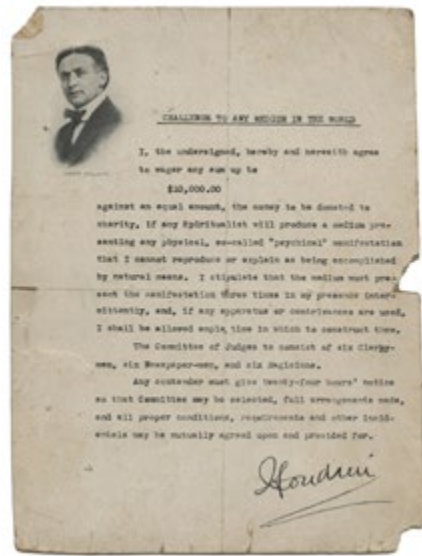 CHALLENGE TO ANY MEDIUM IN THE WORLD
I, the undersigned, hereby and herewith agree
to wager any sum up to
$10,000.00
against an equal amount, the money to be donated to
charity, if any Spiritualist will produce a medium pre-
senting any physical, so-called "psychical" manifestation
that I cannot reproduce or explain as being accomplished
by natural means. I stipulate that the medium must pre-
sent the manifestation three times in my presence inter-
mittently, and, if any apparatus or contrivances are used,
I shall be allowed ample time in which to construct them.
The Committee of Judges to consist of six Clergy-
men, six Newspaper-men, and six Magicians.
Any contender must give twenty-four hours' notice
so that Committee may be selected, full arrangements made,
and all proper conditions, requirements and other incid-
entals may be mutually agreed upon and provided for.
Houdini